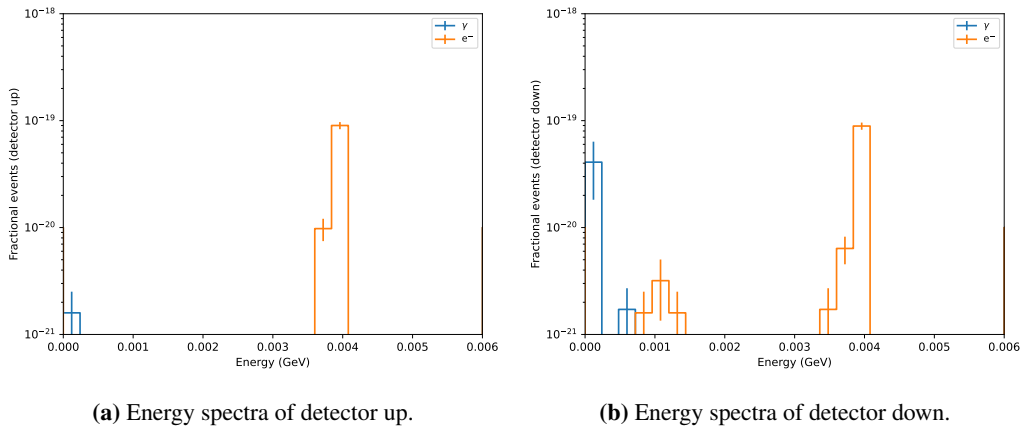 Fractional events (detector up)
10⁻¹⁸
10⁻¹⁹
10⁻²⁰
10⁻²¹
γ
e⁻
0.000 0.001 0.002 0.003 0.004 0.005 0.006
Energy (GeV)
(a) Energy spectra of detector up.
Fractional events (detector down)
10⁻¹⁸
10⁻¹⁹
10⁻²⁰
10⁻²¹
γ
e⁻
0.000 0.001 0.002 0.003 0.004 0.005 0.006
Energy (GeV)
(b) Energy spectra of detector down.